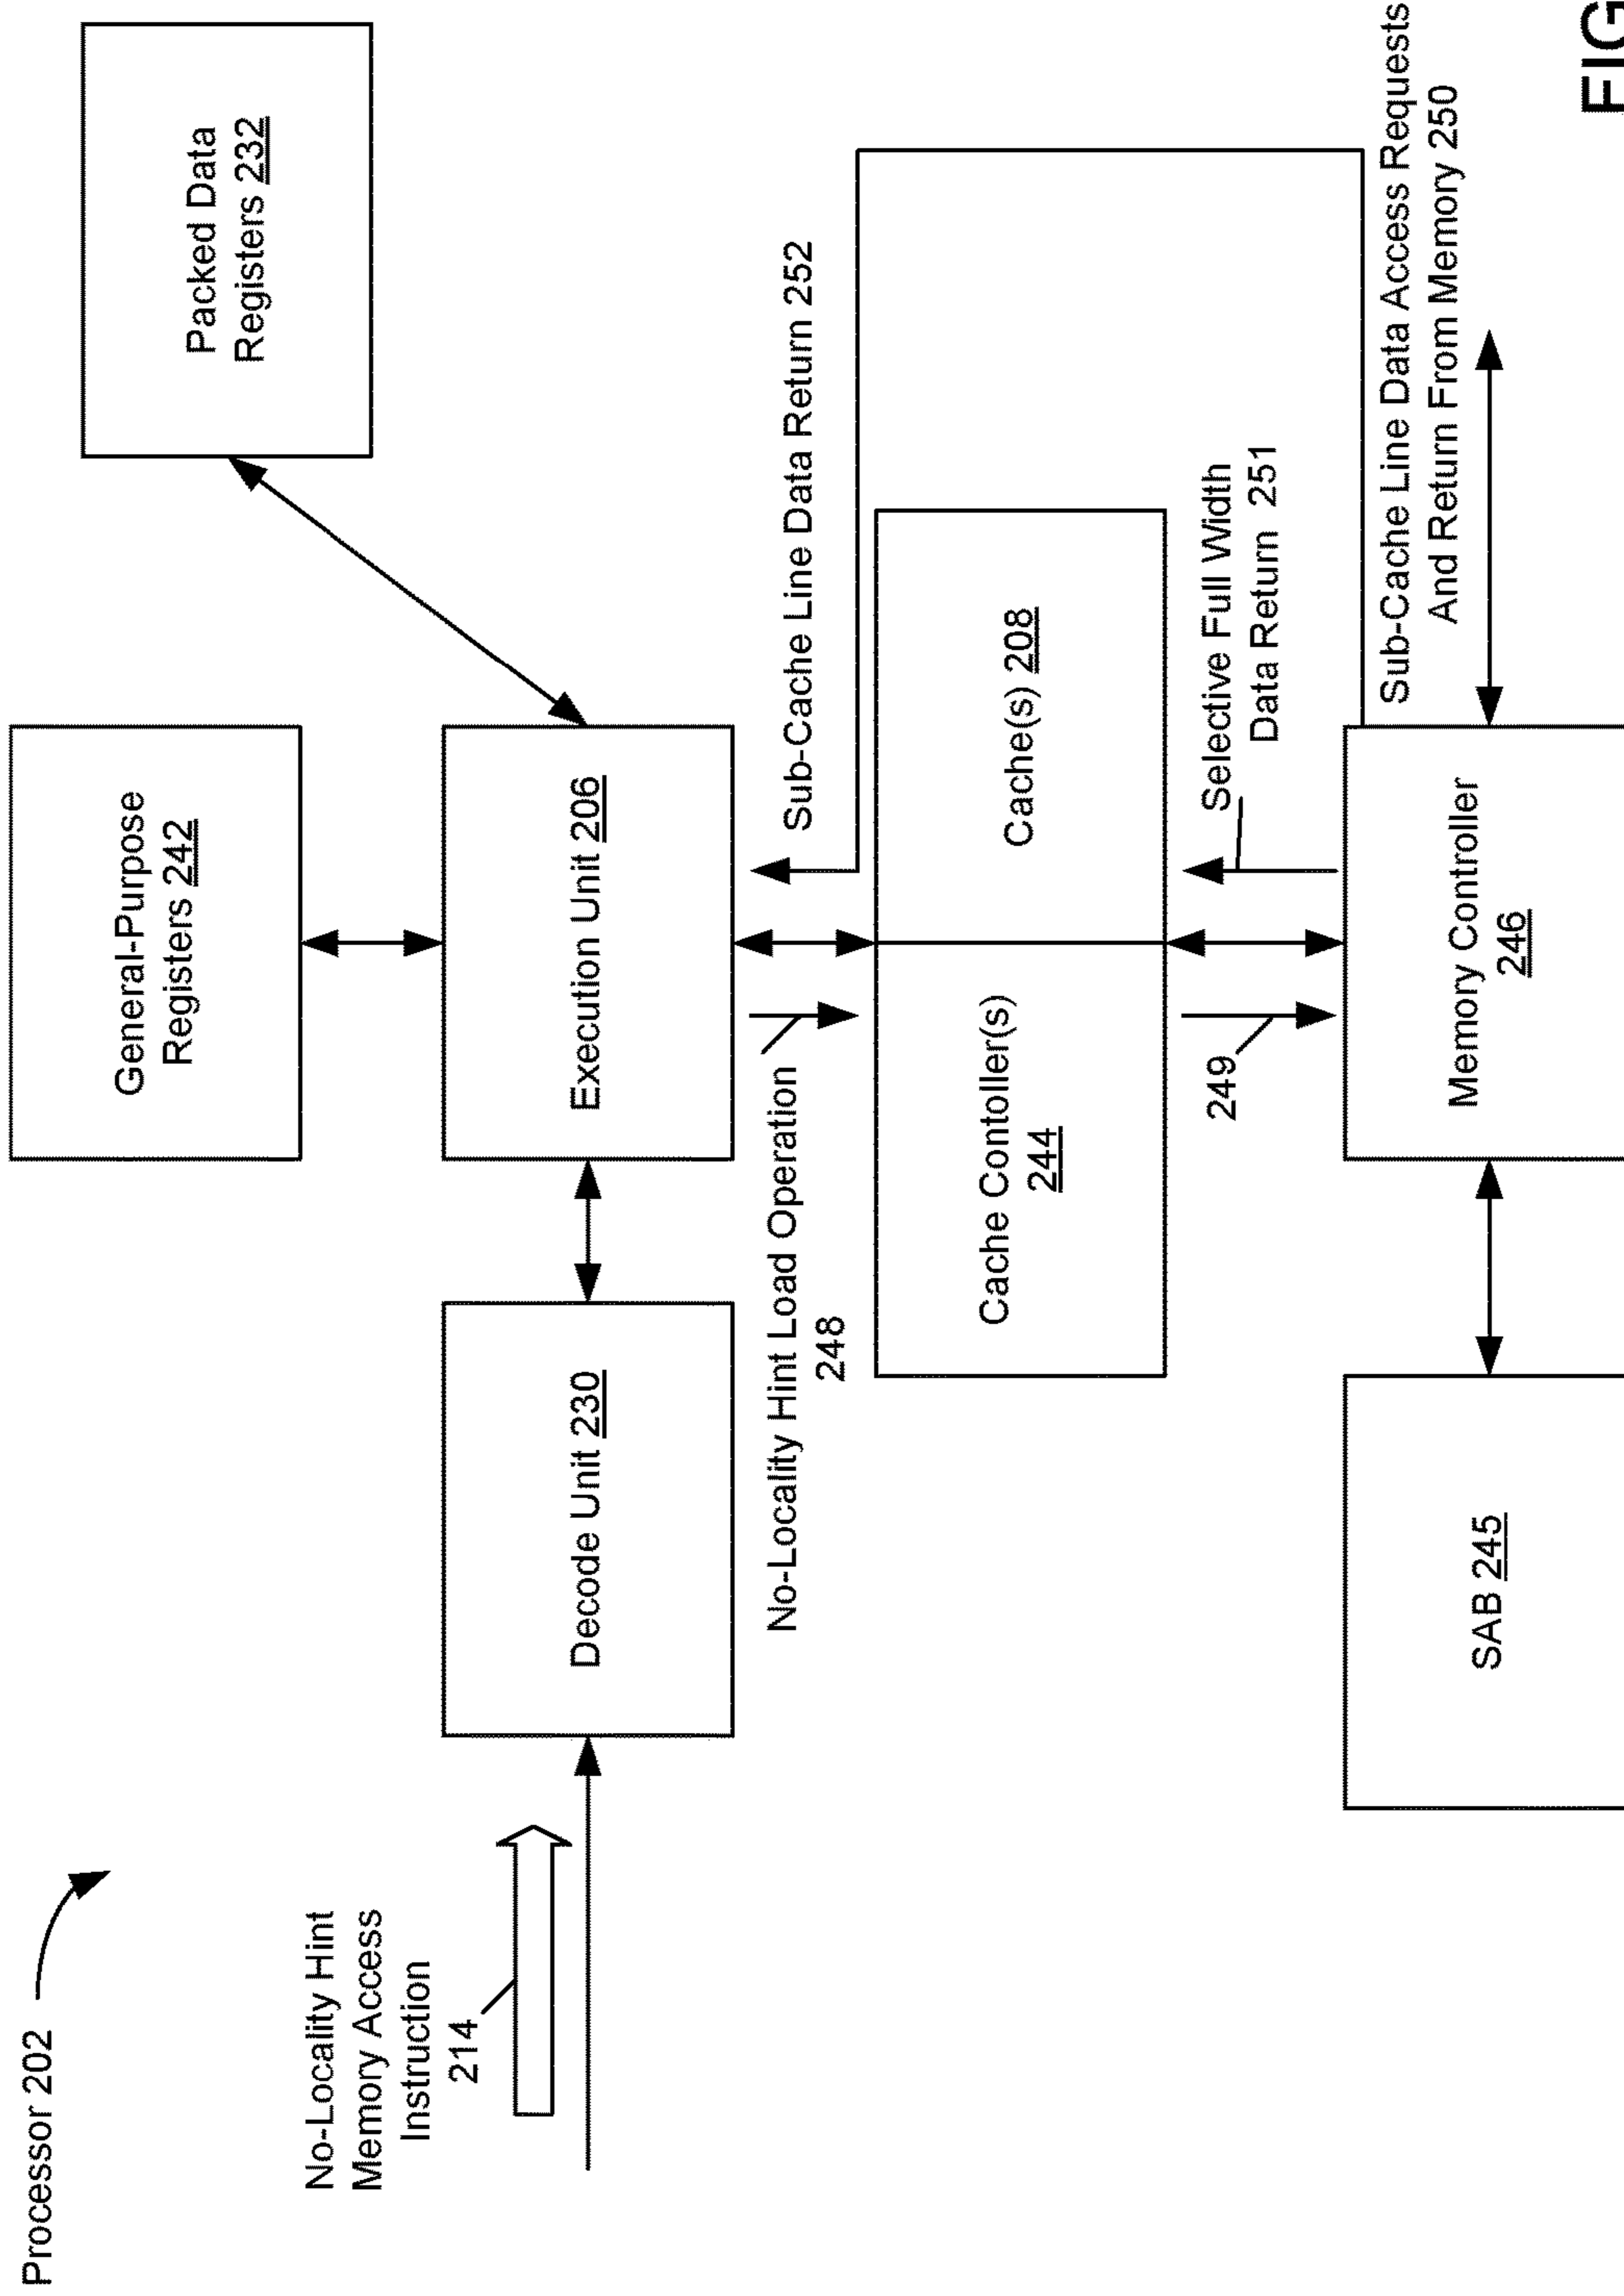 Processor 202
No-Locality Hint
Memory Access
Instruction
214
General-Purpose
Registers 242
Packed Data
Registers 232
Decode Unit 230
Execution Unit 206
No-Locality Hint Load Operation
248
Sub-Cache Line Data Return 252
Cache Contoller(s)
244
Cache(s) 208
249
Selective Full Width
Data Return 251
SAB 245
Memory Controller
246
Sub-Cache Line Data Access Requests
And Return From Memory 250
FIG